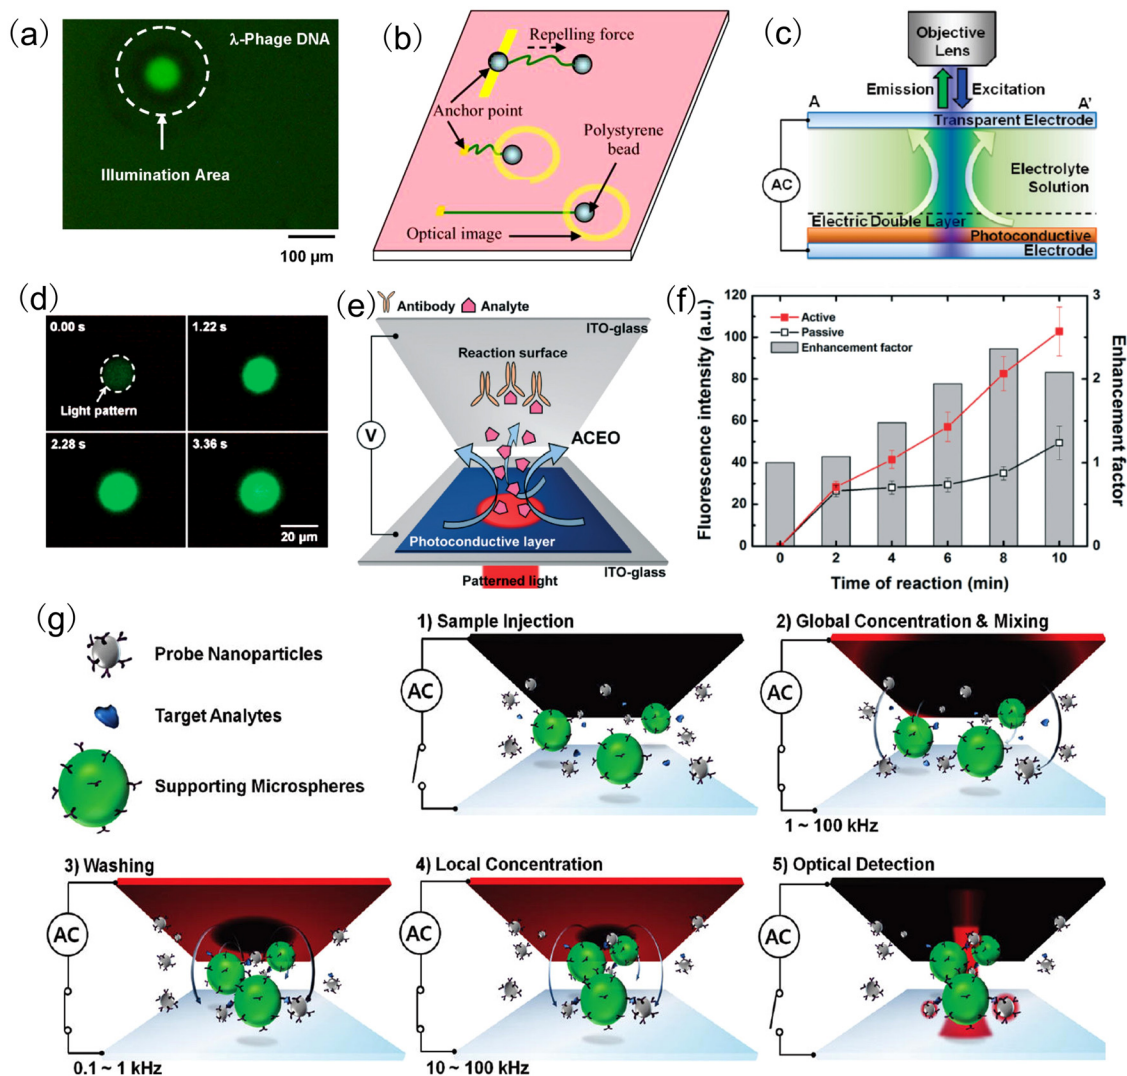 (a)
λ-Phage DNA
Illumination Area
100 μm
(b)
Repelling force
Anchor point
Polystyrene
bead
Optical image
(c)
Objective
Lens
Emission
Excitation
A
A'
Transparent Electrode
AC
Electrolyte
Solution
Electric Double Layer
Photoconductive
Electrode
(d)
0.00 s
1.22 s
Light pattern
2.28 s
3.36 s
20 μm
(e)
Antibody
Analyte
ITO-glass
Reaction surface
V
ACEO
Photoconductive layer
ITO-glass
Patterned light
(f)
Fluorescence intensity (a.u.)
120
100
80
60
40
20
0
Active
Passive
Enhancement factor
3
2
1
0
Enhancement factor
0 2 4 6 8 10
Time of reaction (min)
(g)
Probe Nanoparticles
Target Analytes
Supporting Microspheres
1) Sample Injection
AC
2) Global Concentration & Mixing
AC
1 ~ 100 kHz
3) Washing
AC
0.1 ~ 1 kHz
4) Local Concentration
AC
10 ~ 100 kHz
5) Optical Detection
AC